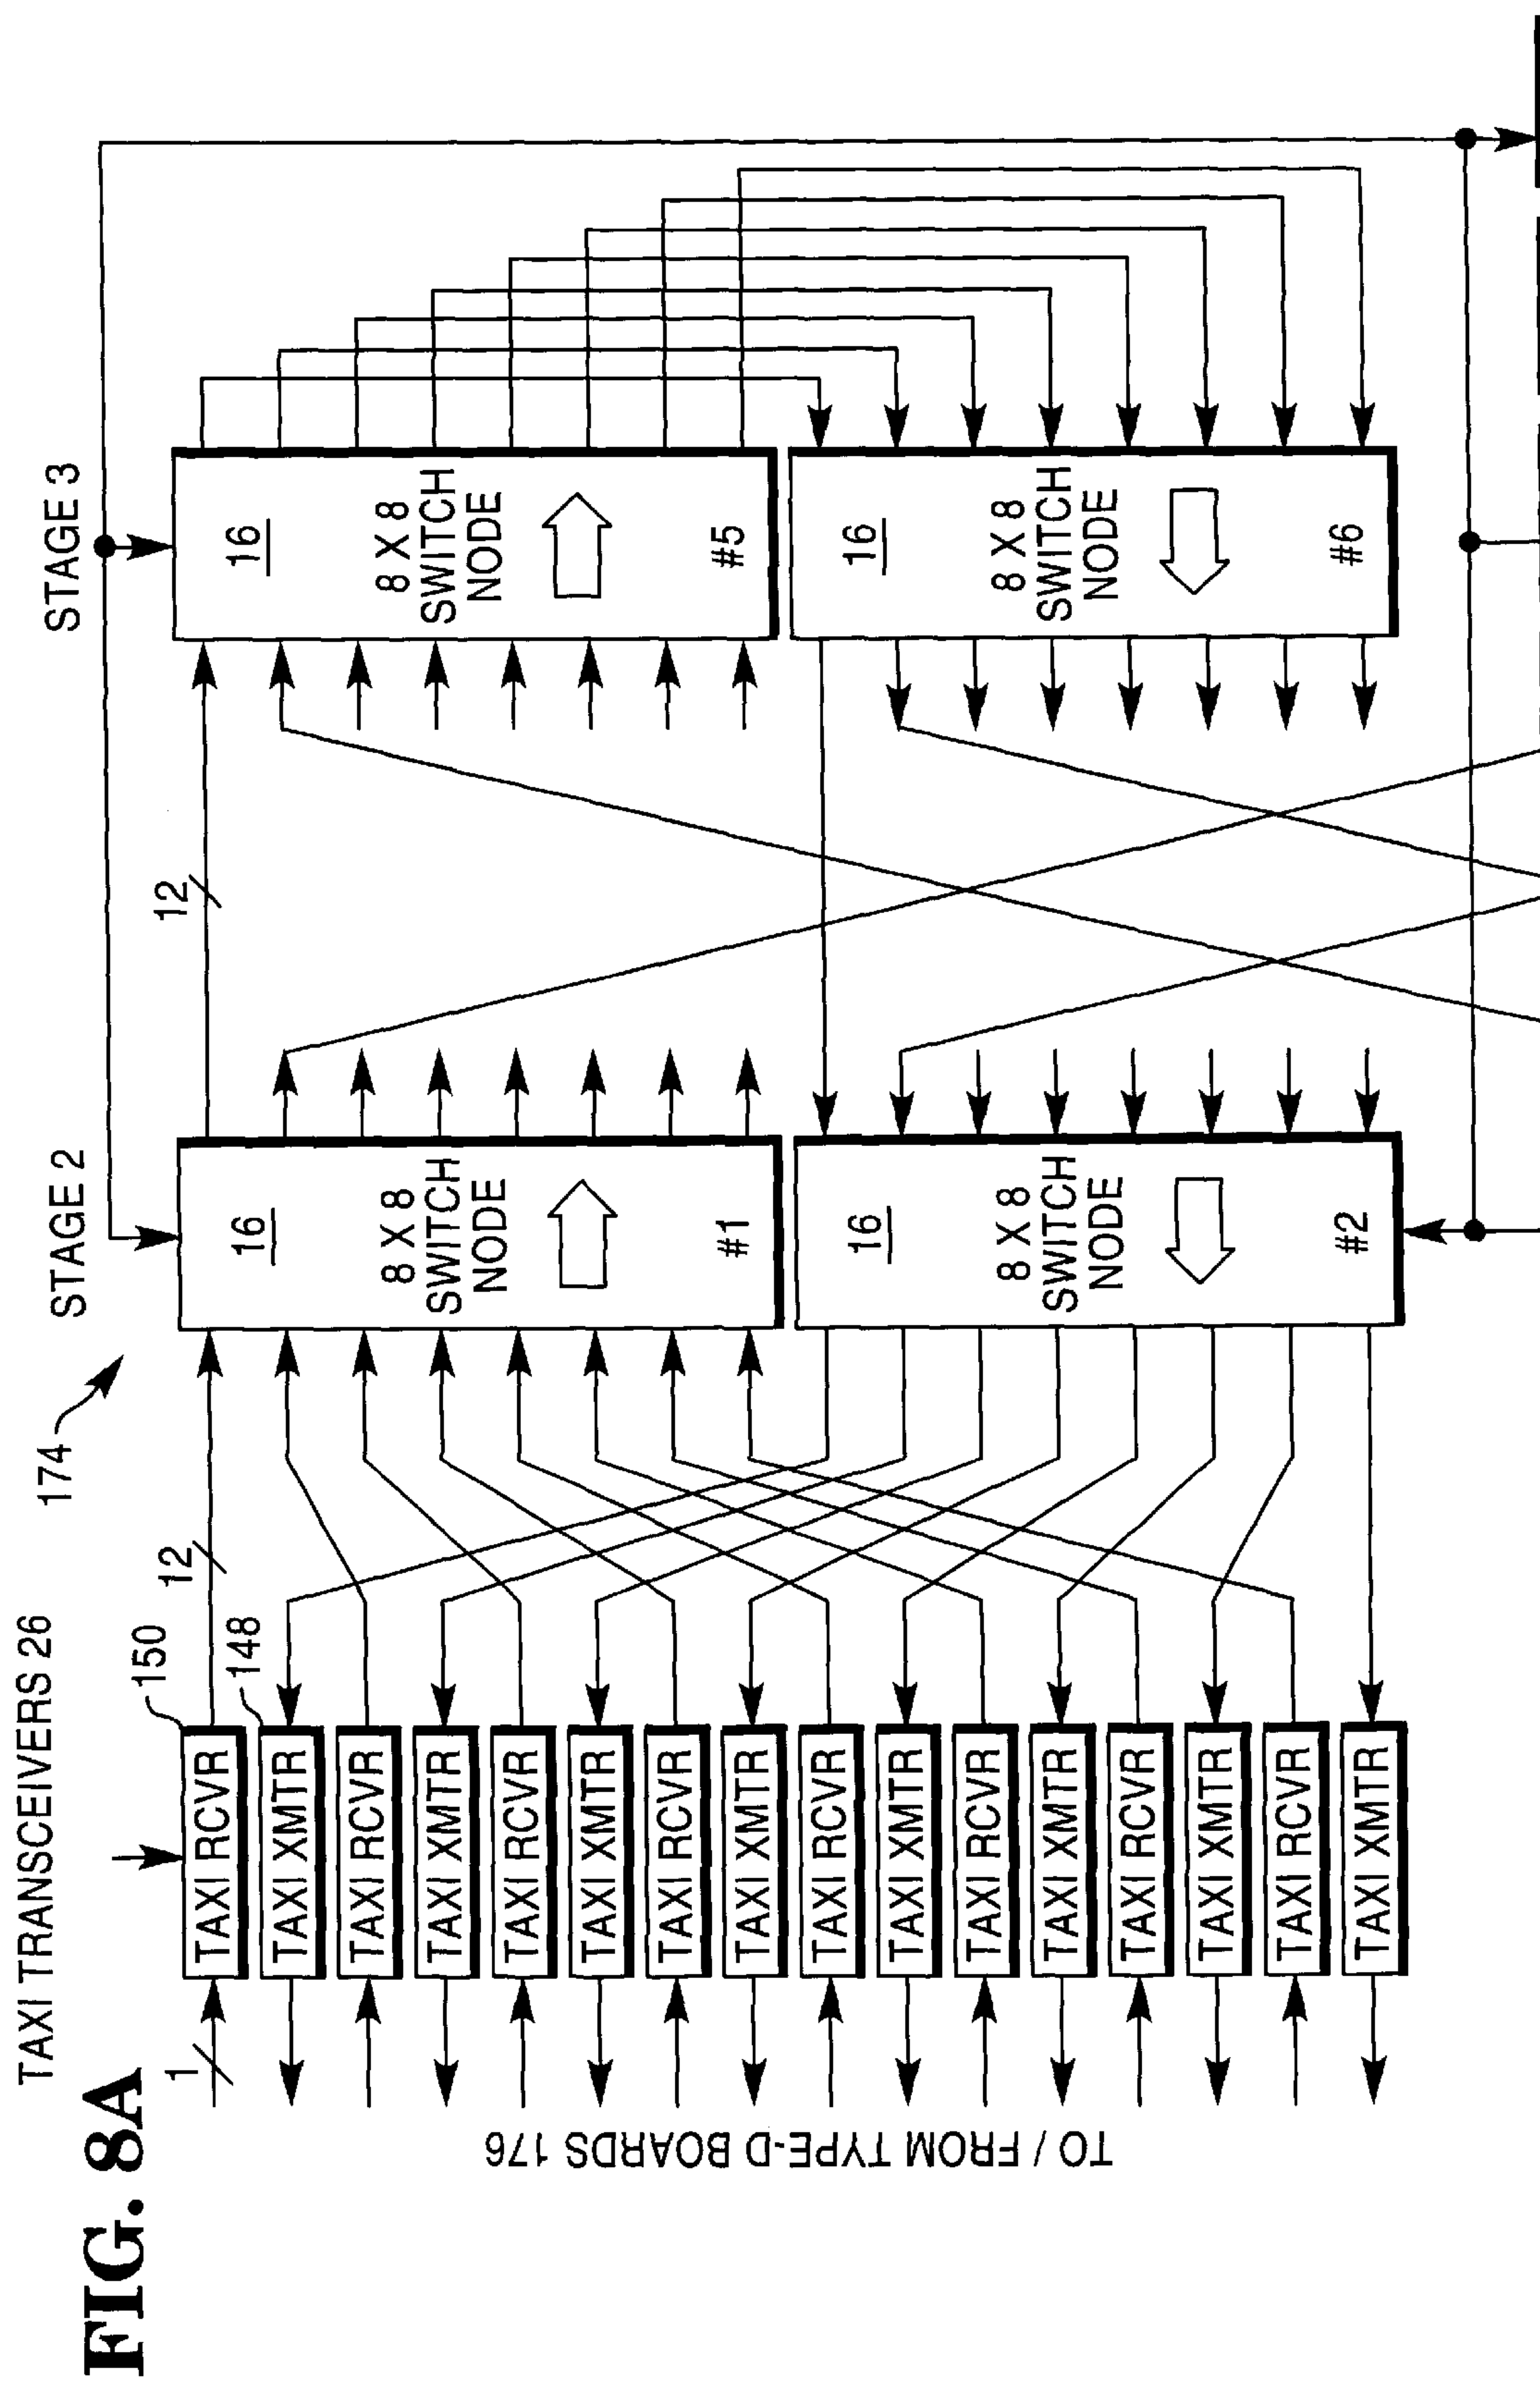 FIG. 8A
TAXI TRANSCEIVERS 26
174
STAGE 2
STAGE 3
1
150
148
12
12
TO / FROM TYPE-D BOARDS 176
TAXI RCVR
TAXI XMTR
TAXI RCVR
TAXI XMTR
TAXI RCVR
TAXI XMTR
TAXI RCVR
TAXI XMTR
TAXI RCVR
TAXI XMTR
TAXI RCVR
TAXI XMTR
TAXI RCVR
TAXI XMTR
TAXI RCVR
TAXI XMTR
16
8 X 8
SWITCH
NODE
#1
16
8 X 8
SWITCH
NODE
#2
16
8 X 8
SWITCH
NODE
#5
16
8 X 8
SWITCH
NODE
#6